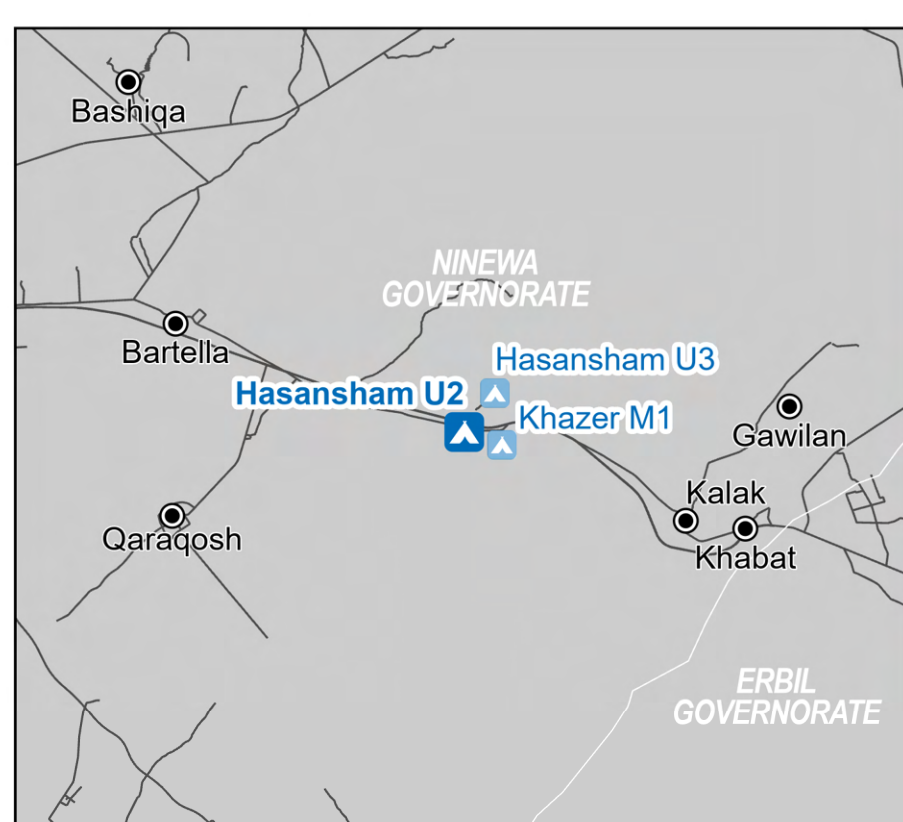 Bashiqa
NINEWA
GOVERNORATE
Bartella
Hasansham U3
Hasansham U2
Khazer M1
Gawilan
Kalak
Qaraqosh
Khabat
ERBIL
GOVERNORATE